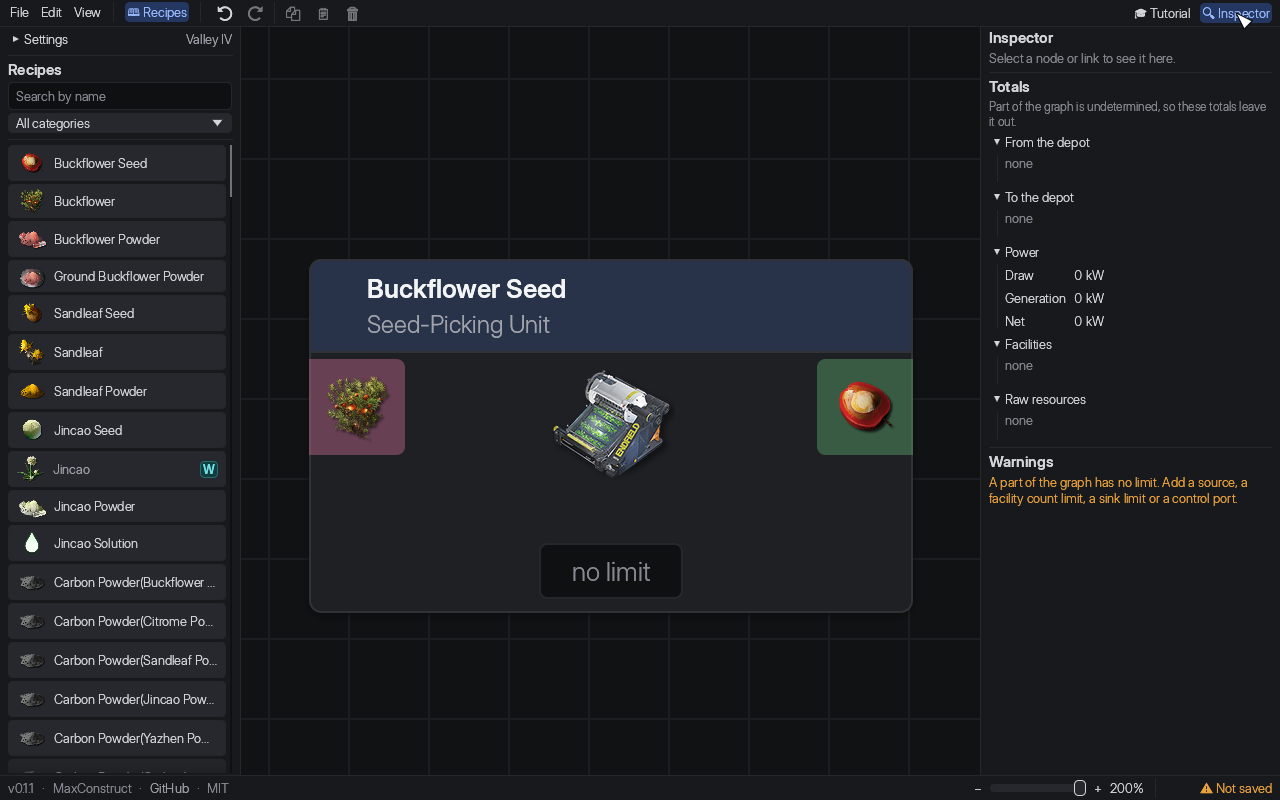 File Edit View Recipes Tutorial Inspector
Settings Valley IV
Recipes
Search by name
All categories
Buckflower Seed
Buckflower
Buckflower Powder
Ground Buckflower Powder
Sandleaf Seed
Sandleaf
Sandleaf Powder
Jincao Seed
Jincao W
Jincao Powder
Jincao Solution
Carbon Powder(Buckflower ...
Carbon Powder(Citrome Po...
Carbon Powder(Sandleaf Po...
Carbon Powder(Jincao Pow...
Carbon Powder(Yazhen Po...
Buckflower Seed
Seed-Picking Unit
ENDFIELD
no limit
Inspector
Select a node or link to see it here.
Totals
Part of the graph is undetermined, so these totals leave
it out.
From the depot
none
To the depot
none
Power
Draw 0 kW
Generation 0 kW
Net 0 kW
Facilities
none
Raw resources
none
Warnings
A part of the graph has no limit. Add a source, a
facility count limit, a sink limit or a control port.
v0.1.1 · MaxConstruct · GitHub · MIT
− + 200%
Not saved